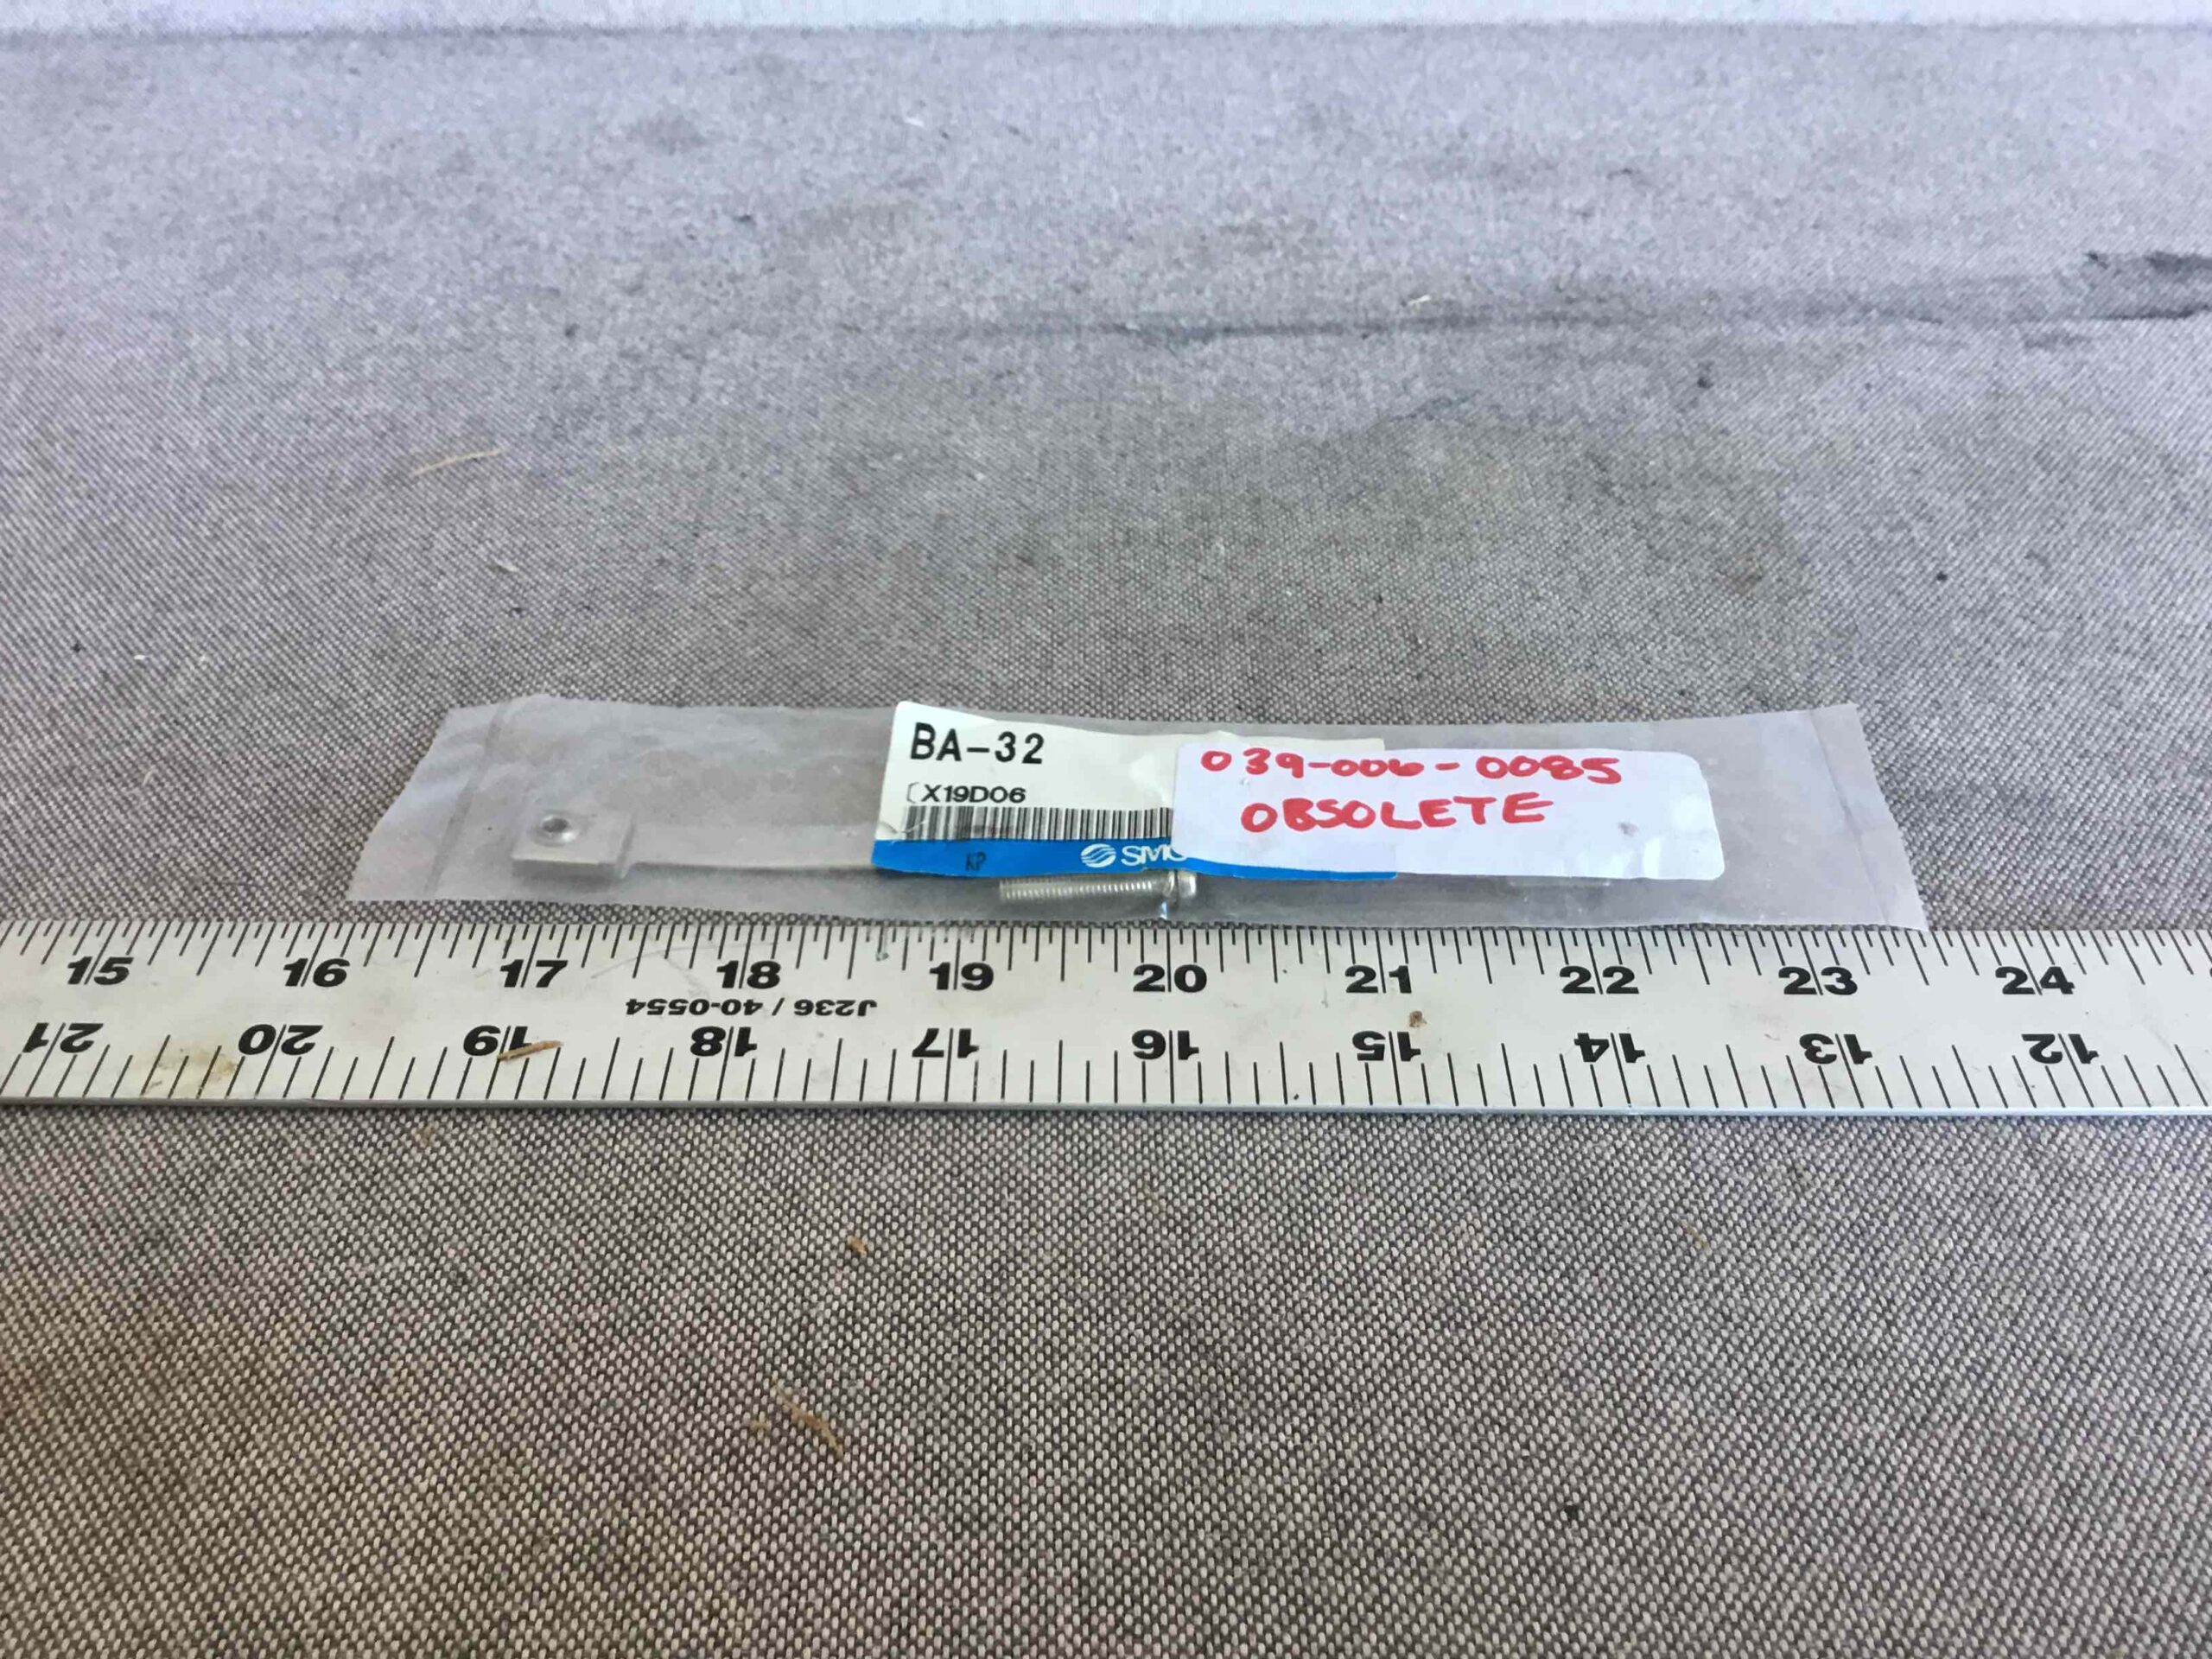 BA-32
039-006-0085
OBSOLETE
(X19D06
KP
SMC
15 16 17 18 19 20 21 22 23 24
J236 / 40-0554
21 20 19 18 17 16 15 14 13 12